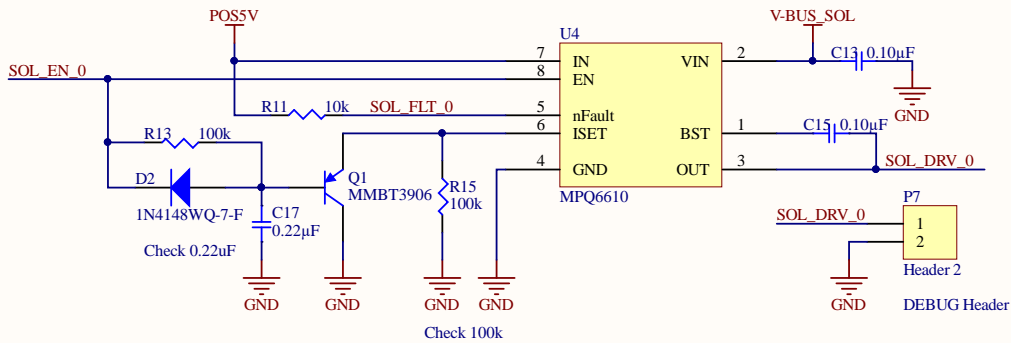 POS5V
V-BUS_SOL
U4
SOL_EN_0
7 IN VIN 2
C13 0.10µF
8 EN
GND
R11 10k SOL_FLT_0
5 nFault
6 ISET BST 1
C15 0.10µF
R13 100k
4 GND OUT 3
SOL_DRV_0
D2
Q1
MMBT3906
R15
100k
MPQ6610
P7
1N4148WQ-7-F
C17
0.22µF
SOL_DRV_0
1
2
Check 0.22uF
Header 2
GND
GND
GND
GND
GND
DEBUG Header
Check 100k